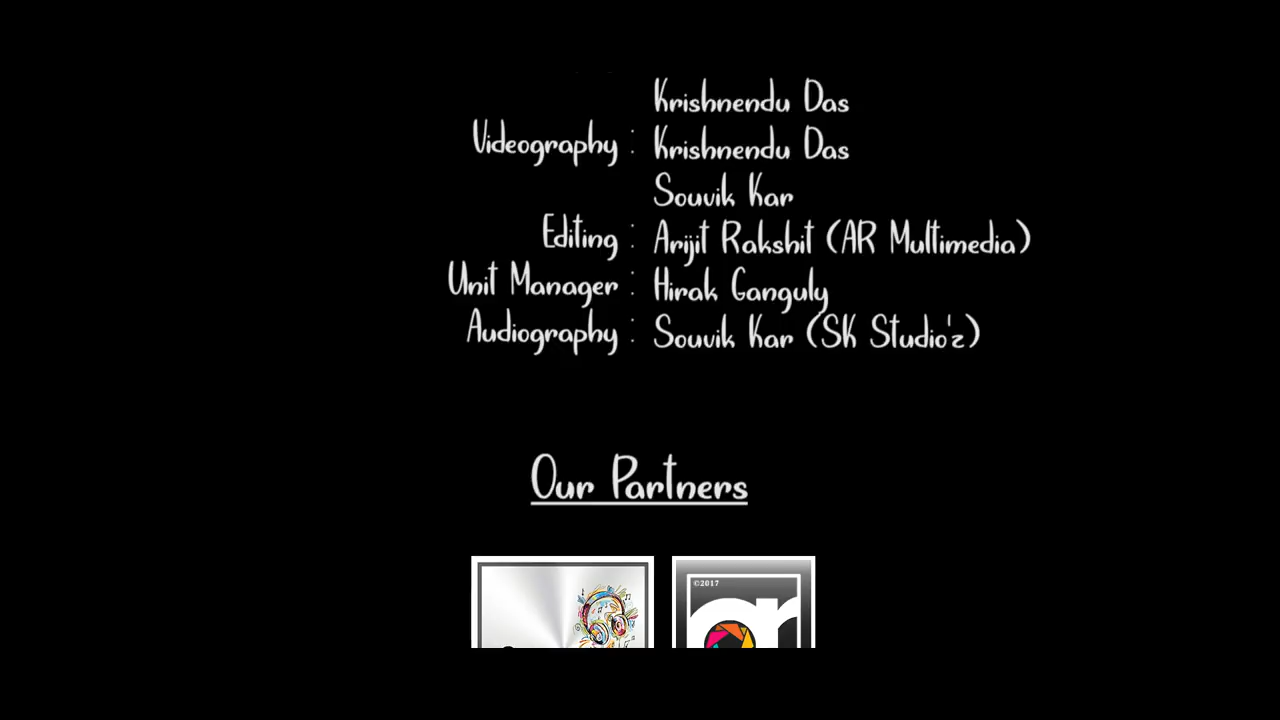 Krishnendu Das
Videography : Krishnendu Das
Souvik Kar
Editing : Arijit Rakshit (AR Multimedia)
Unit Manager : Hirak Ganguly
Audiography : Souvik Kar (SK Studio'z)
Our Partners
©2017
ar